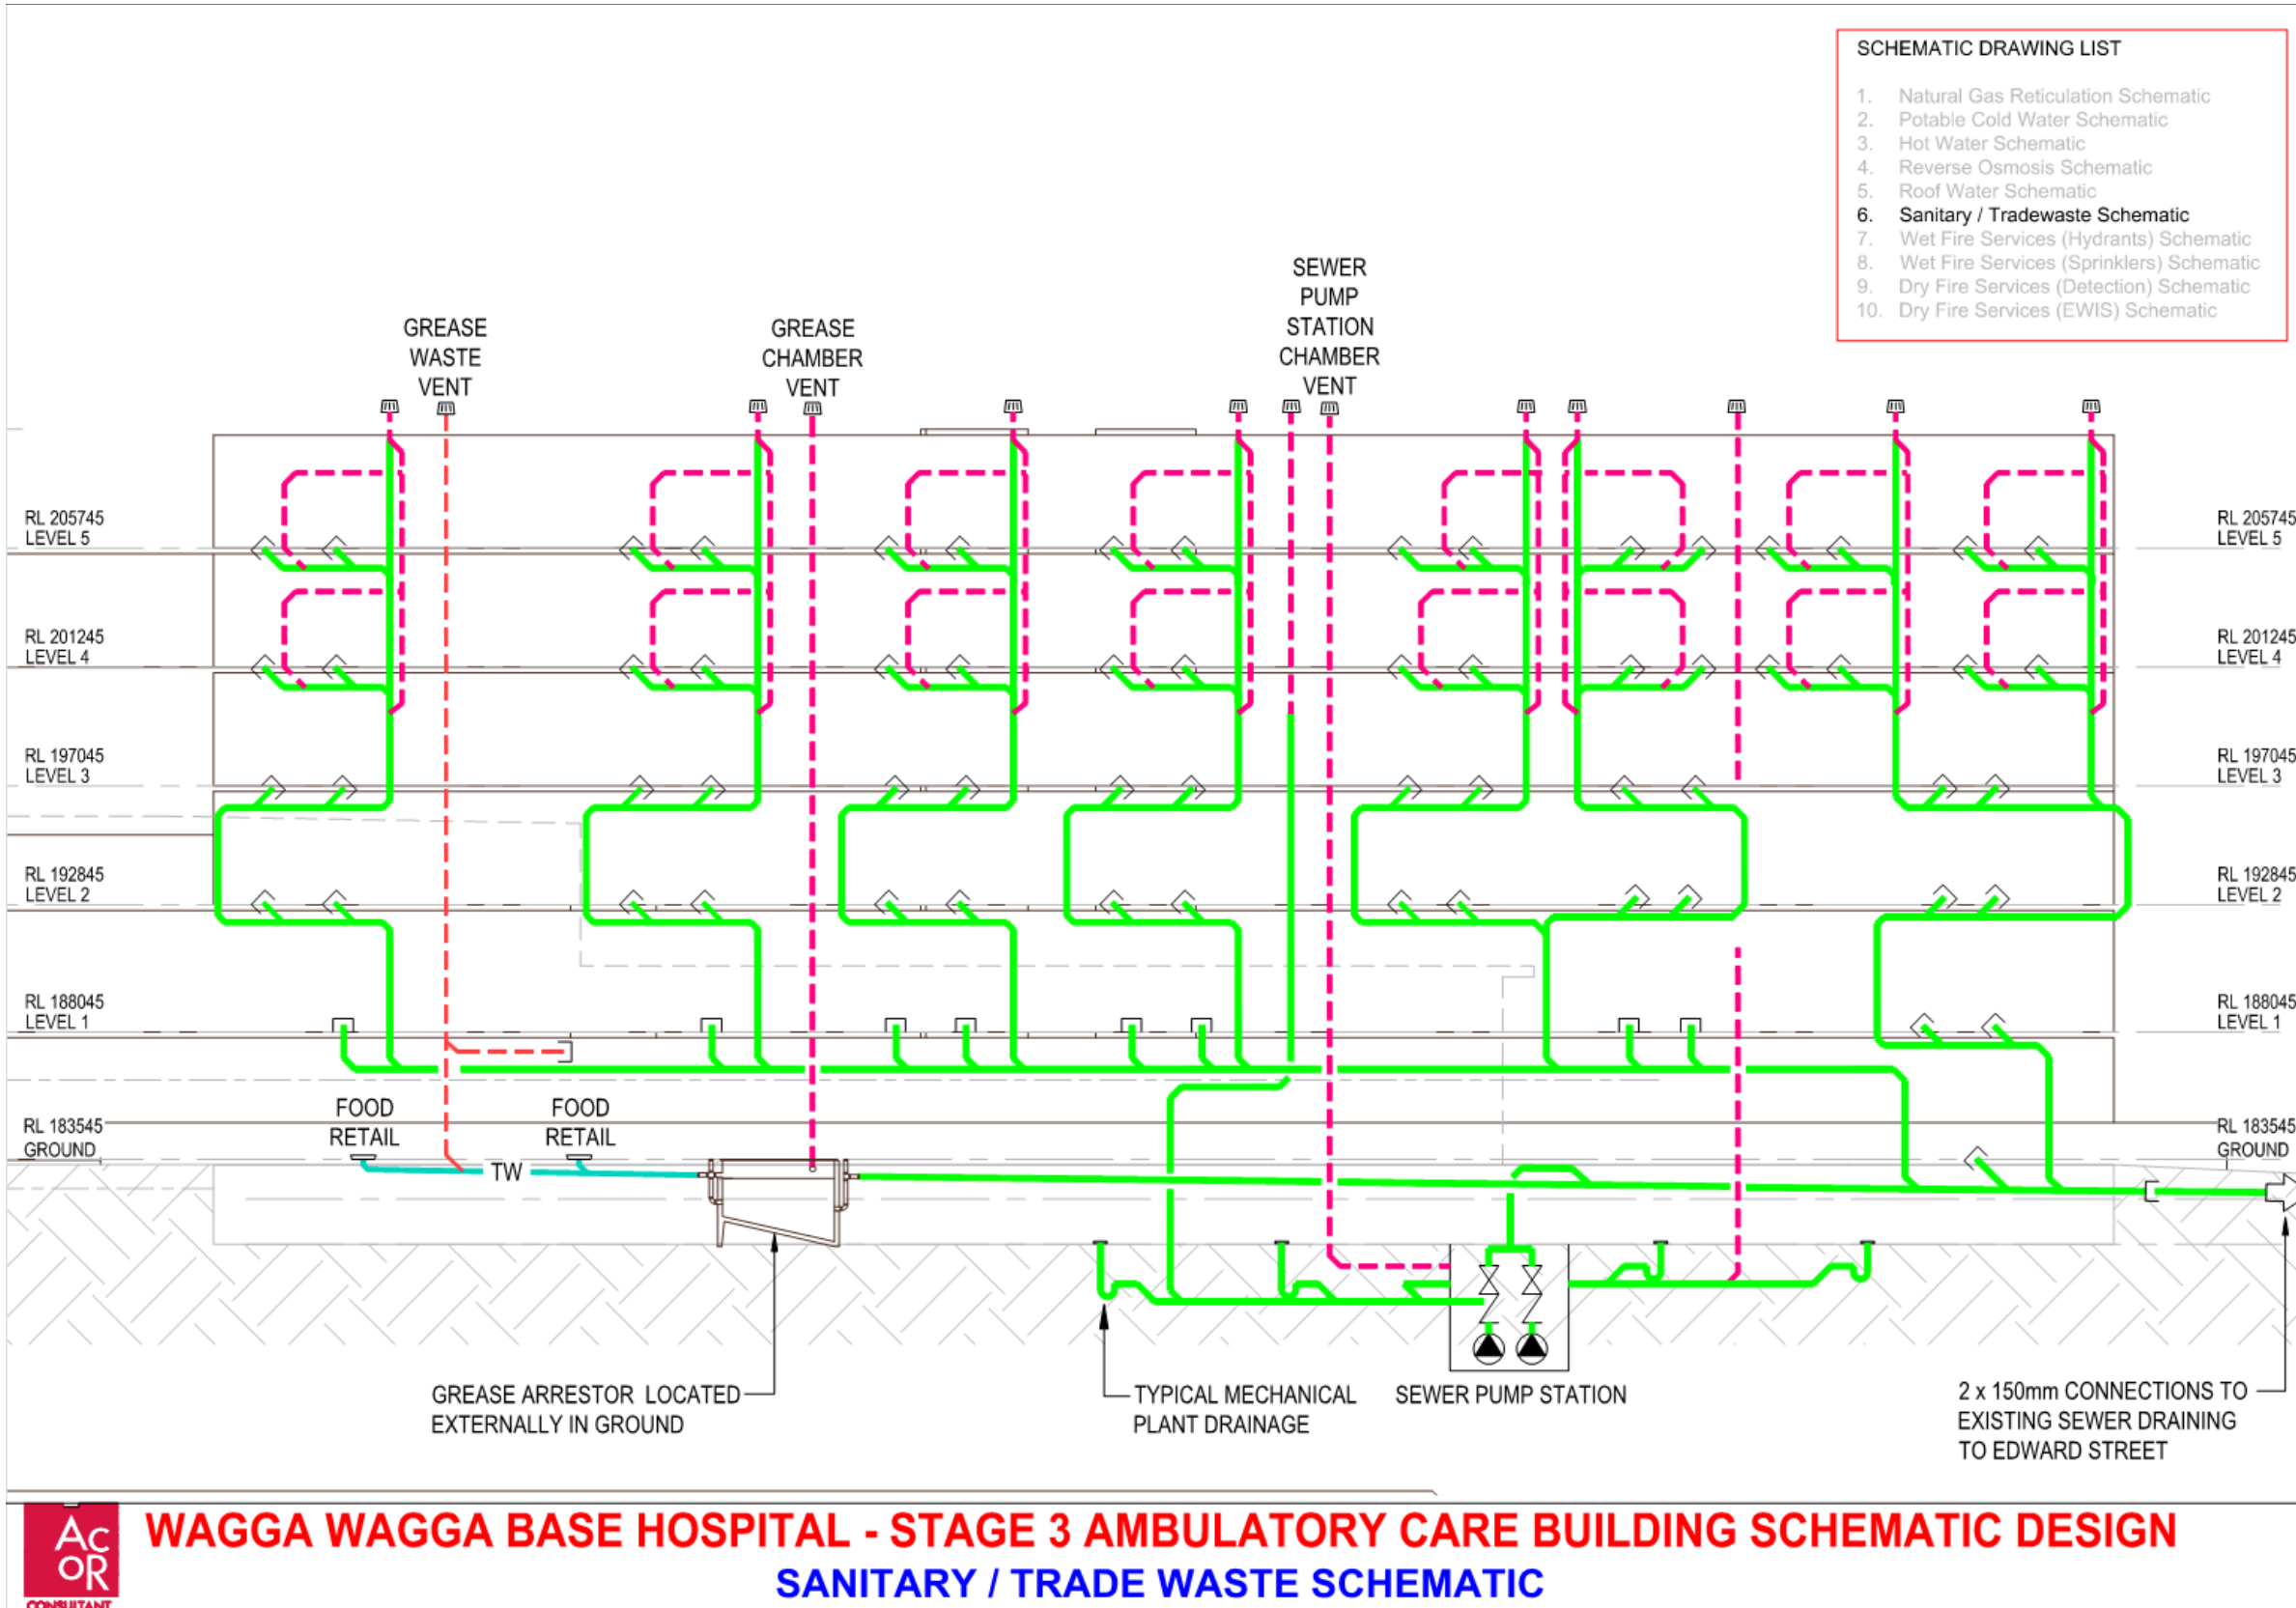 SCHEMATIC DRAWING LIST
1. Natural Gas Reticulation Schematic
2. Potable Cold Water Schematic
3. Hot Water Schematic
4. Reverse Osmosis Schematic
5. Roof Water Schematic
6. Sanitary / Tradewaste Schematic
7. Wet Fire Services (Hydrants) Schematic
8. Wet Fire Services (Sprinklers) Schematic
9. Dry Fire Services (Detection) Schematic
10. Dry Fire Services (EWIS) Schematic
GREASE
WASTE
VENT
GREASE
CHAMBER
VENT
SEWER
PUMP
STATION
CHAMBER
VENT
RL 205745
LEVEL 5
RL 205745
LEVEL 5
RL 201245
LEVEL 4
RL 201245
LEVEL 4
RL 197045
LEVEL 3
RL 197045
LEVEL 3
RL 192845
LEVEL 2
RL 192845
LEVEL 2
RL 188045
LEVEL 1
RL 188045
LEVEL 1
RL 183545
GROUND
RL 183545
GROUND
FOOD
RETAIL
FOOD
RETAIL
TW
GREASE ARRESTOR LOCATED
EXTERNALLY IN GROUND
TYPICAL MECHANICAL
PLANT DRAINAGE
SEWER PUMP STATION
2 x 150mm CONNECTIONS TO
EXISTING SEWER DRAINING
TO EDWARD STREET
AC
OR
CONSULTANT
WAGGA WAGGA BASE HOSPITAL - STAGE 3 AMBULATORY CARE BUILDING SCHEMATIC DESIGN
SANITARY / TRADE WASTE SCHEMATIC